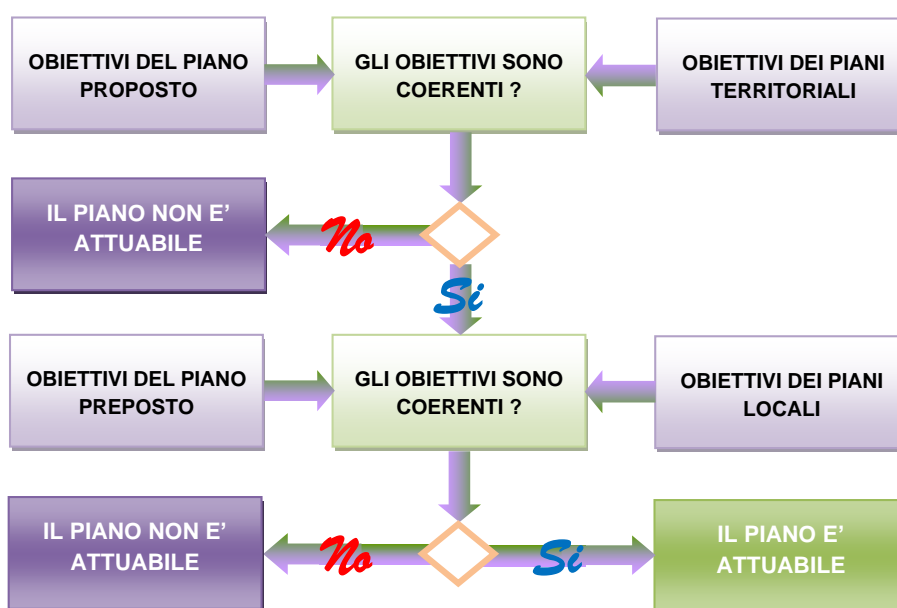 OBIETTIVI DEL PIANO
PROPOSTO
GLI OBIETTIVI SONO
COERENTI ?
OBIETTIVI DEI PIANI
TERRITORIALI
IL PIANO NON E’
ATTUABILE
No
Si
OBIETTIVI DEL PIANO
PREPOSTO
GLI OBIETTIVI SONO
COERENTI ?
OBIETTIVI DEI PIANI
LOCALI
IL PIANO NON E’
ATTUABILE
No
Si
IL PIANO E’
ATTUABILE